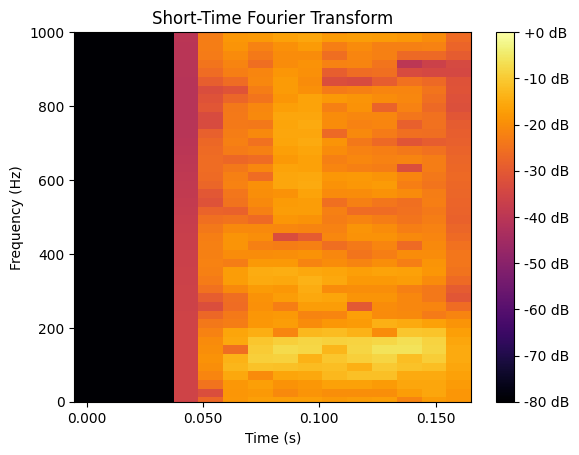 Short-Time Fourier Transform
1000
800
600
400
200
0
Frequency (Hz)
0.000
0.050
0.100
0.150
Time (s)
+0 dB
-10 dB
-20 dB
-30 dB
-40 dB
-50 dB
-60 dB
-70 dB
-80 dB